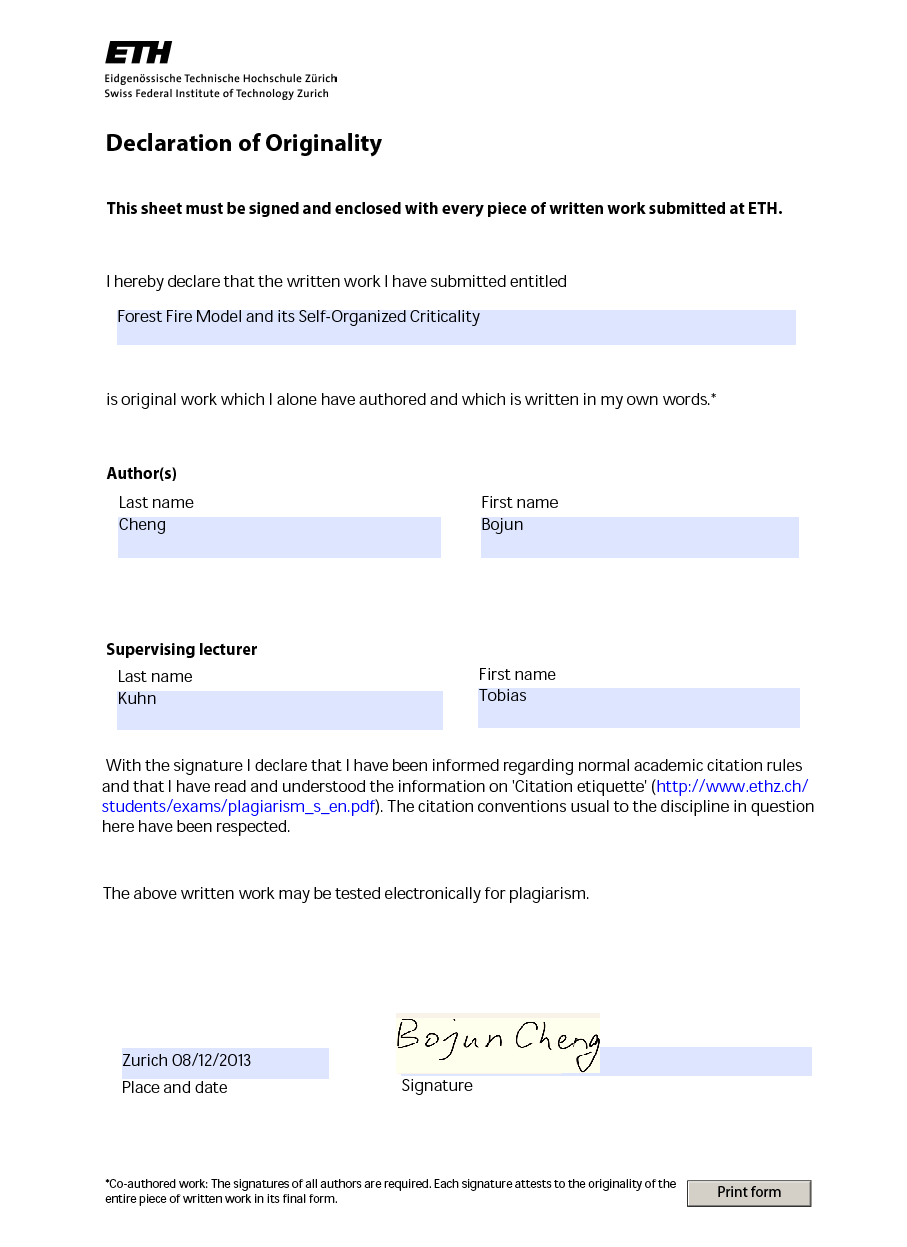 ETH
Eidgenössische Technische Hochschule Zürich
Swiss Federal Institute of Technology Zurich
Declaration of Originality
This sheet must be signed and enclosed with every piece of written work submitted at ETH.
I hereby declare that the written work I have submitted entitled
Forest Fire Model and its Self-Organized Criticality
is original work which I alone have authored and which is written in my own words.*
Author(s)
Last name First name
Cheng Bojun
Supervising lecturer
Last name First name
Kuhn Tobias
With the signature I declare that I have been informed regarding normal academic citation rules
and that I have read and understood the information on 'Citation etiquette' (http://www.ethz.ch/
students/exams/plagiarism_s_en.pdf). The citation conventions usual to the discipline in question
here have been respected.
The above written work may be tested electronically for plagiarism.
Zurich 08/12/2013 Bojun Cheng
Place and date Signature
*Co-authored work: The signatures of all authors are required. Each signature attests to the originality of the
entire piece of written work in its final form.
Print form